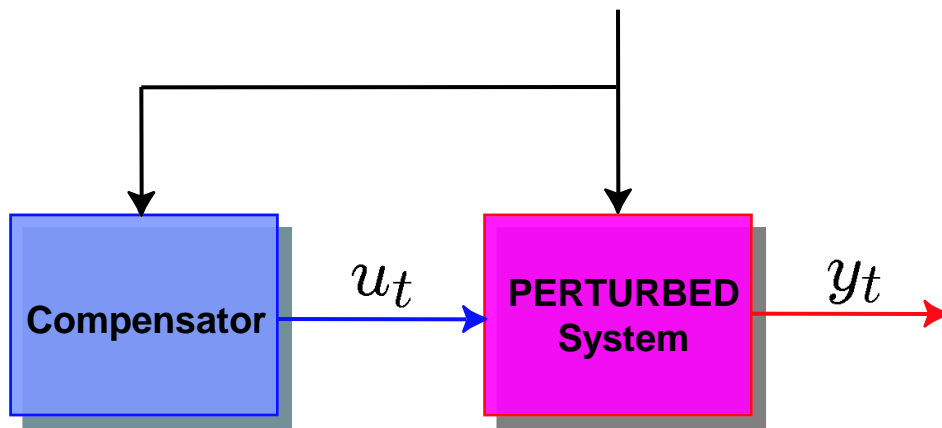 Compensator
u_t
PERTURBED
System
y_t